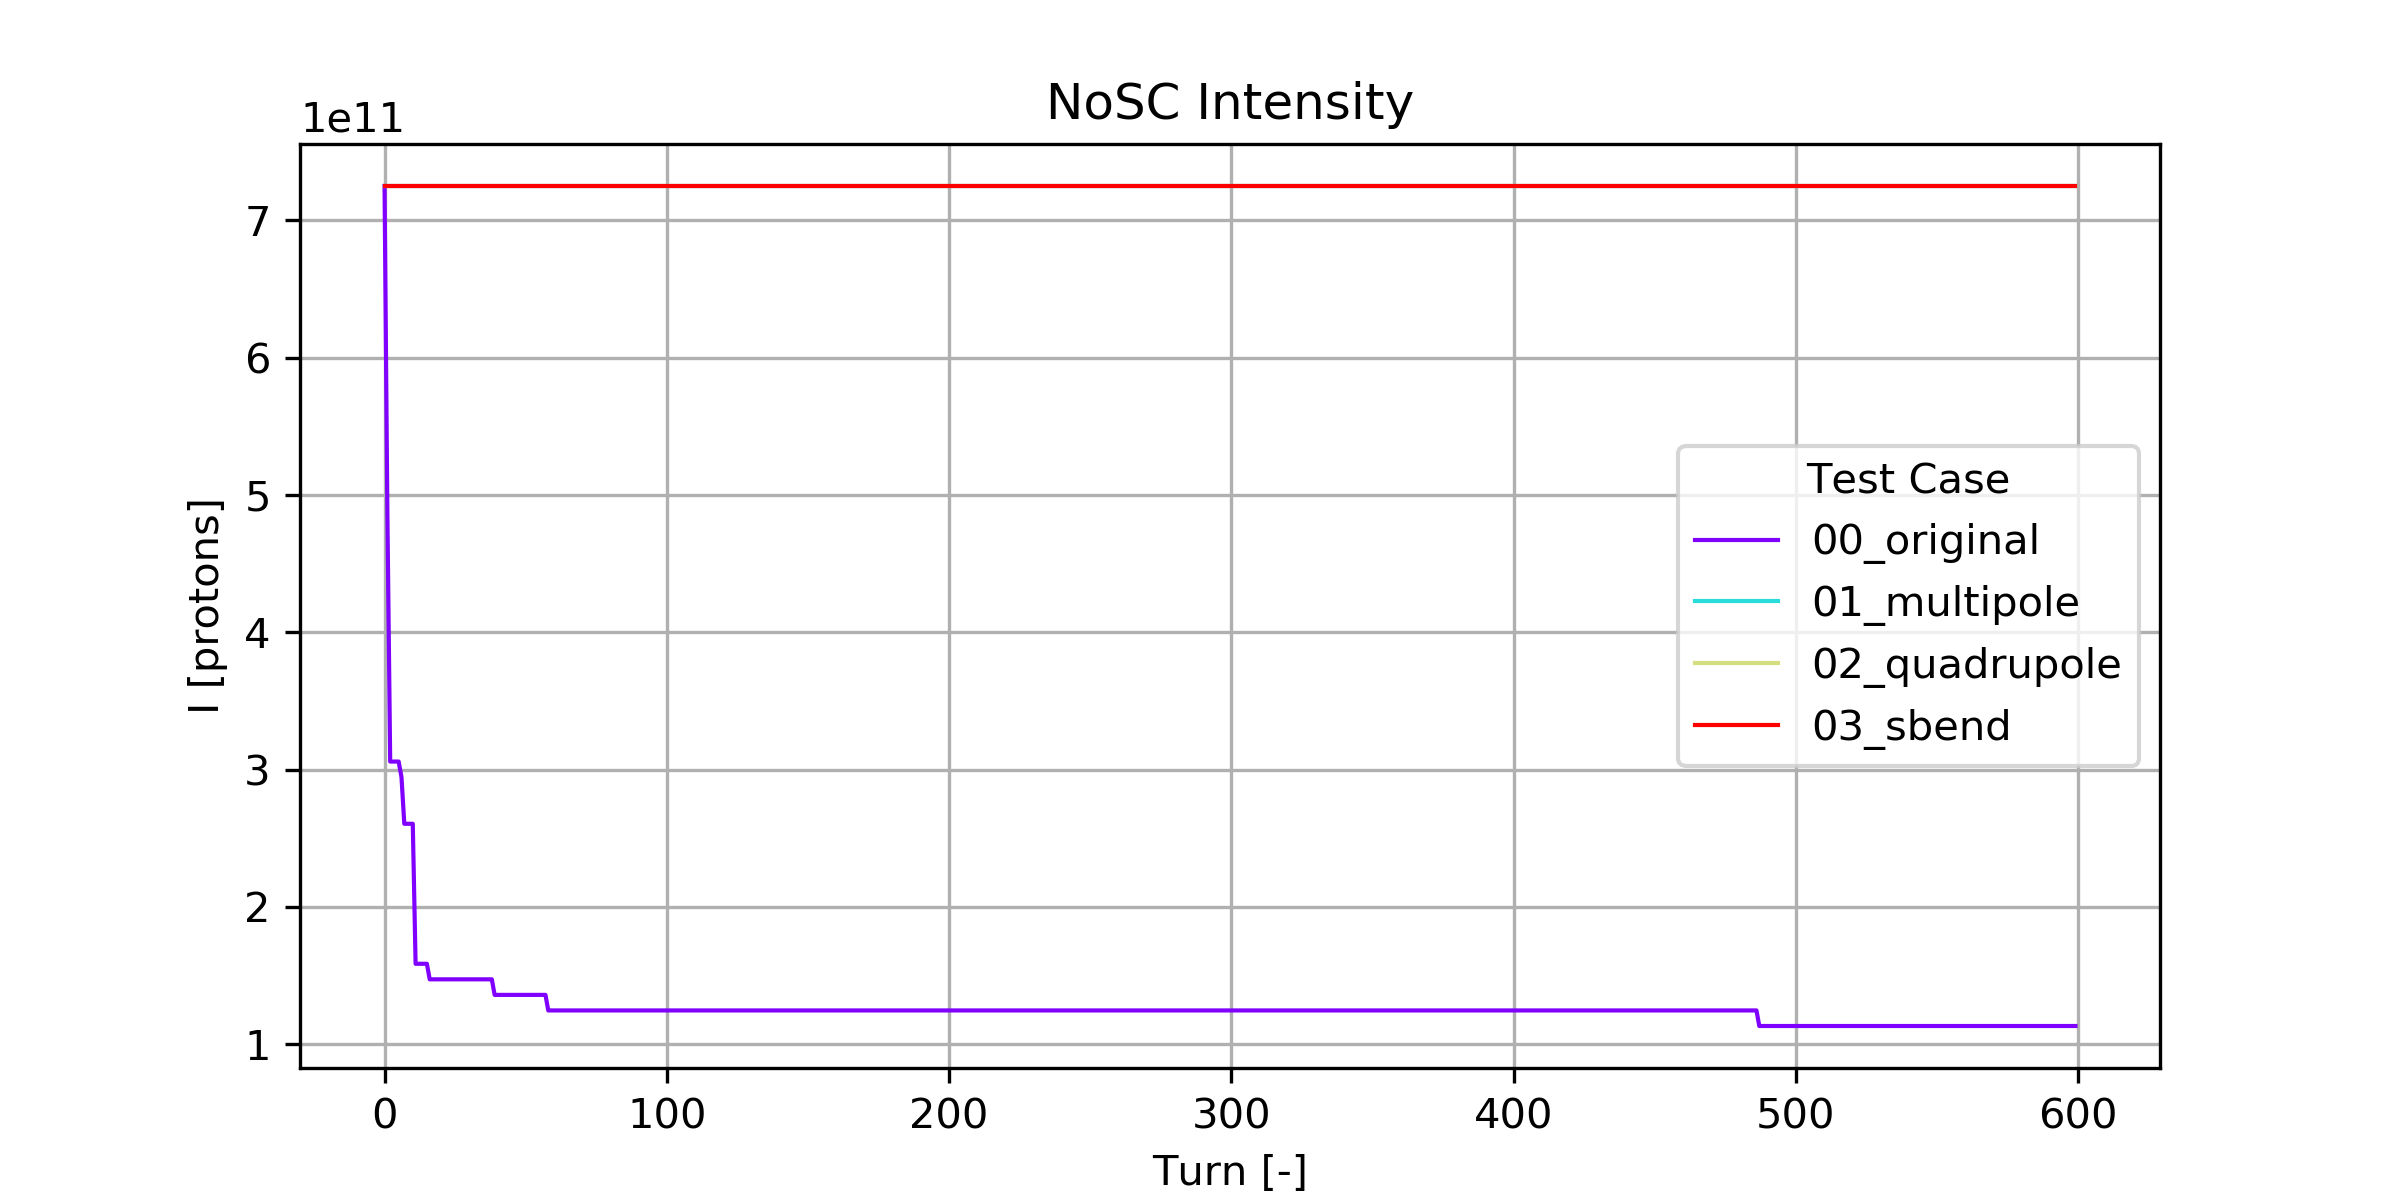 NoSC Intensity
1e11
7
6
5
4
3
2
1
I [protons]
Test Case
00_original
01_multipole
02_quadrupole
03_sbend
0 100 200 300 400 500 600
Turn [-]